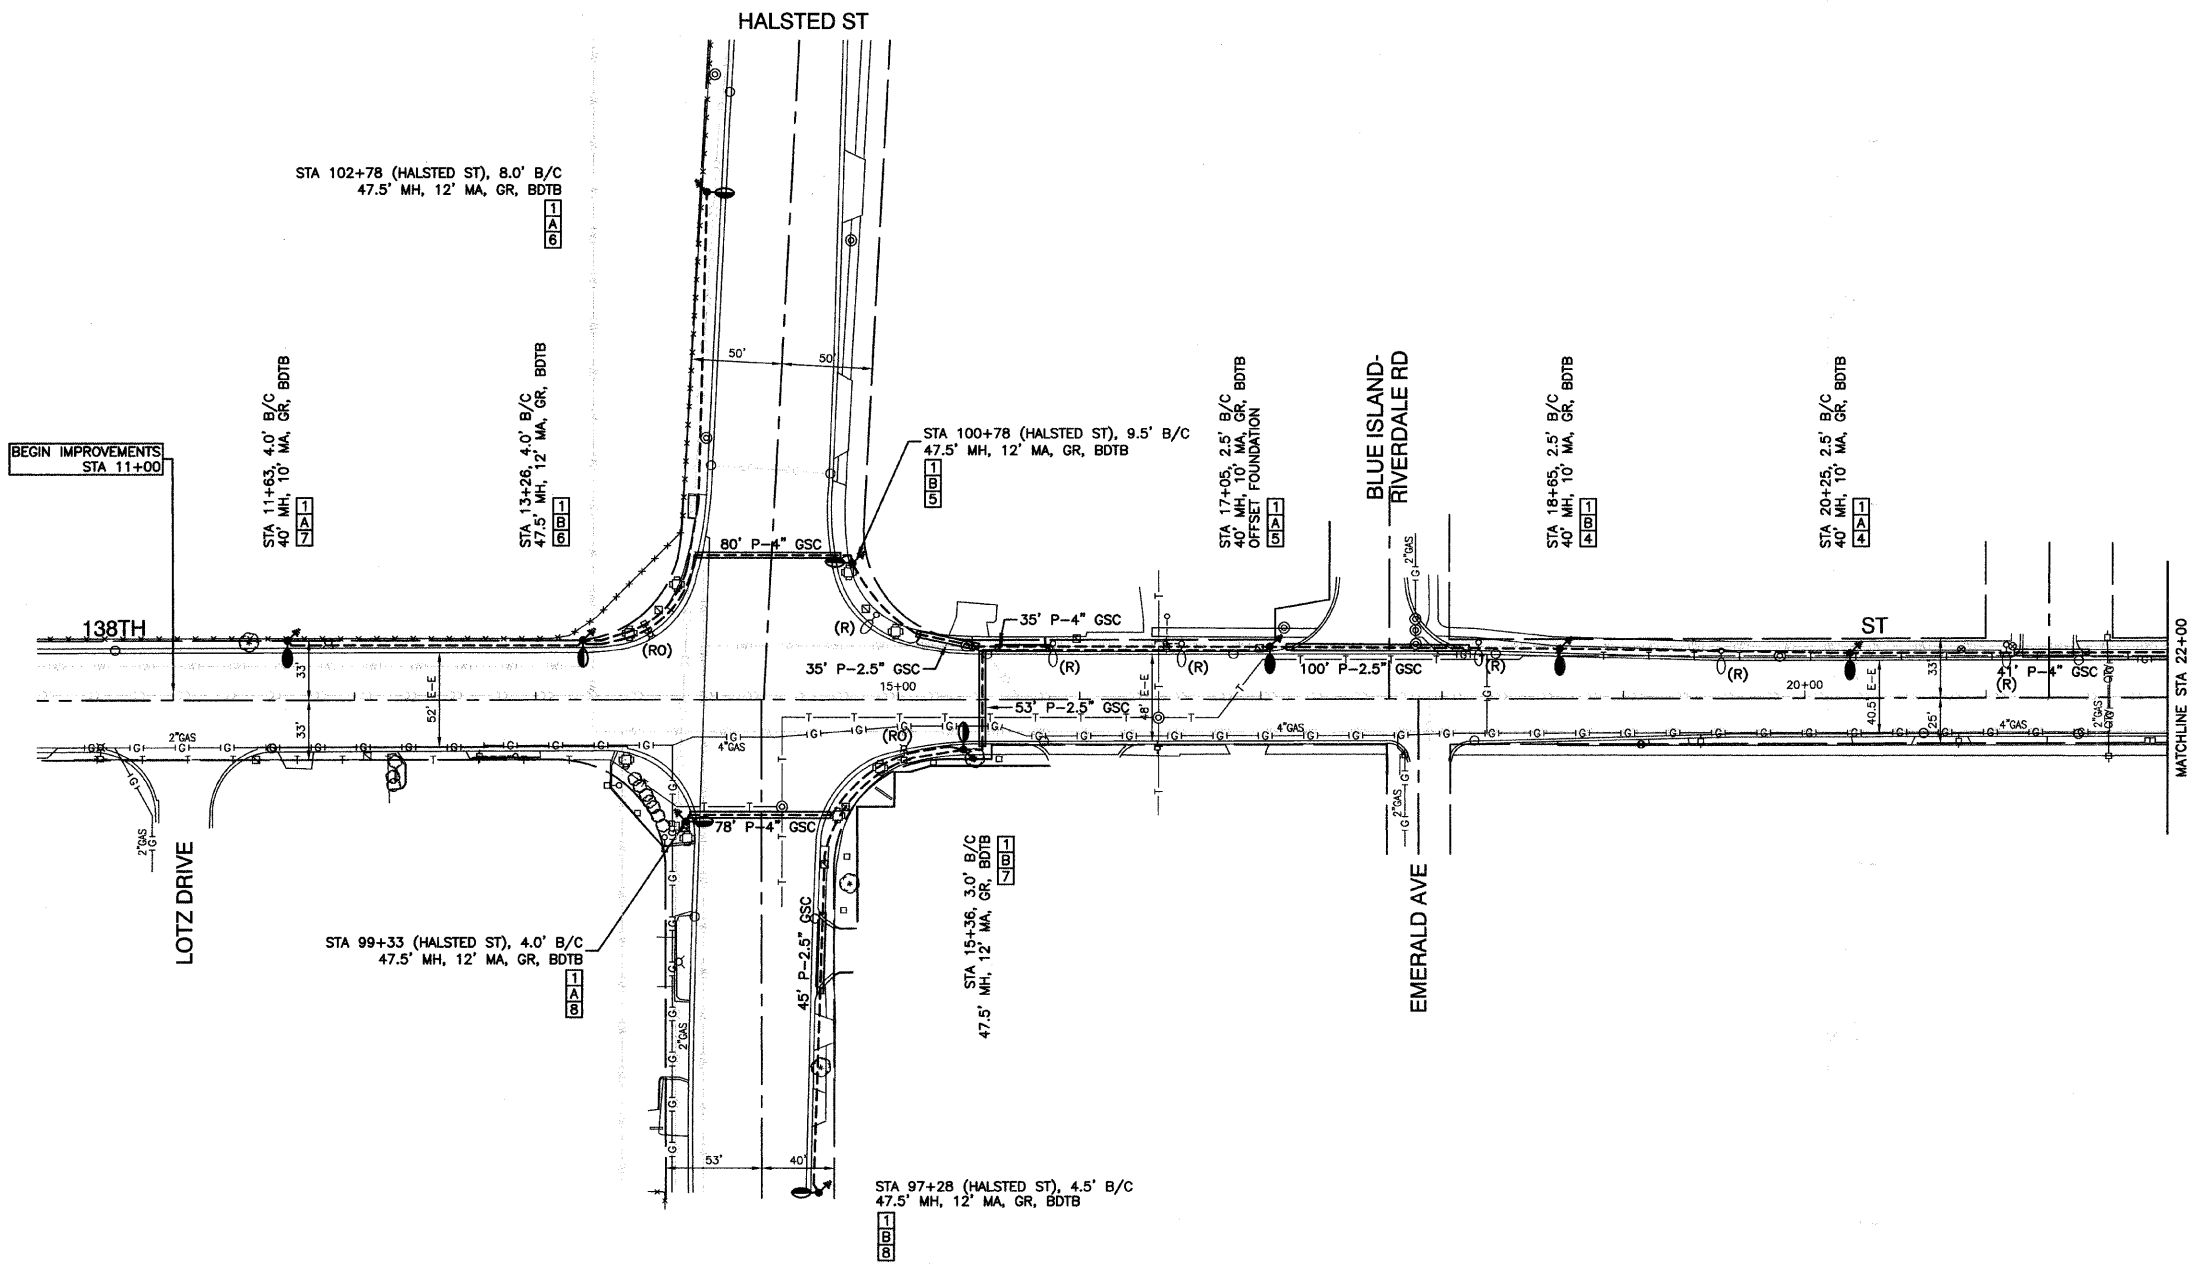 HALSTED ST
STA 102+78 (HALSTED ST), 8.0' B/C
47.5' MH, 12' MA, GR, BDTB
1
A
6
50'
50'
BEGIN IMPROVEMENTS
STA 11+00
STA 11+63, 4.0' B/C
40' MH, 10' MA, GR, BDTB
1
A
7
STA 13+26, 4.0' B/C
47.5' MH, 12' MA, GR, BDTB
1
B
6
STA 100+78 (HALSTED ST), 9.5' B/C
47.5' MH, 12' MA, GR, BDTB
1
B
5
STA 17+05, 2.5' B/C
40' MH, 10' MA, GR, BDTB
OFFSET FOUNDATION
1
A
5
BLUE ISLAND-
RIVERDALE RD
STA 18+65, 2.5' B/C
40' MH, 10' MA, GR, BDTB
1
B
4
STA 20+25, 2.5' B/C
40' MH, 10' MA, GR, BDTB
1
A
4
80' P-4" GSC
2"GAS
138TH
(RO)
(R)
35' P-4" GSC
35' P-2.5" GSC
(R)
(R)
100' P-2.5" GSC
(R)
(R)
ST
41' P-4" GSC
(R)
33'
33'
52' E-E
15+00
48' E-E
53' P-2.5" GSC
20+00
40.5' E-E
33'
25'
2"GAS
MATCHLINE STA 22+00
2"GAS
4"GAS
(RO)
4"GAS
4"GAS
2"GAS
LOTZ DRIVE
78' P-4" GSC
2"GAS
EMERALD AVE
STA 15+36, 3.0' B/C
47.5' MH, 12' MA, GR, BDTB
1
B
7
STA 99+33 (HALSTED ST), 4.0' B/C
47.5' MH, 12' MA, GR, BDTB
1
A
8
45' P-2.5" GSC
2"GAS
53'
40'
STA 97+28 (HALSTED ST), 4.5' B/C
47.5' MH, 12' MA, GR, BDTB
1
B
8